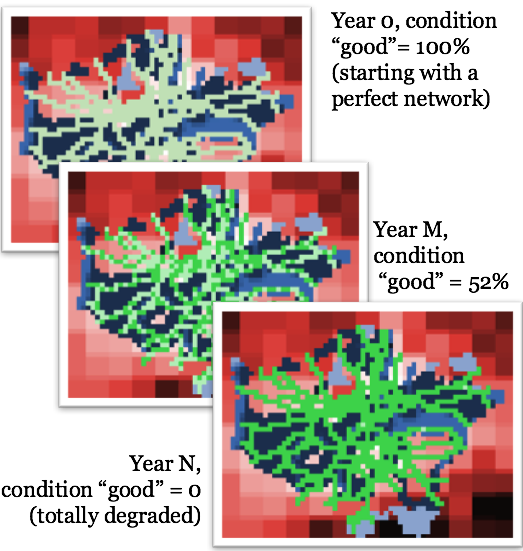 Year 0, condition
“good”= 100%
(starting with a
perfect network)
Year M,
condition
“good” = 52%
Year N,
condition “good” = 0
(totally degraded)